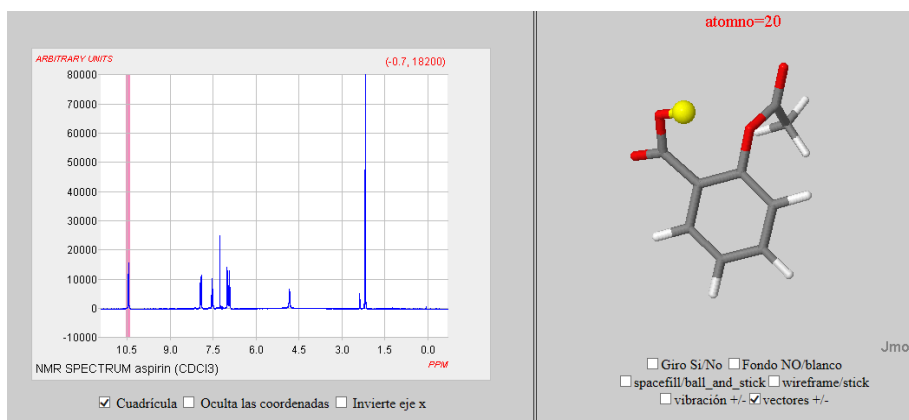 atomno=20
ARBITRARY UNITS
(-0.7, 18200)
80000
70000
60000
50000
40000
30000
20000
10000
0
-10000
10.5 9.0 7.5 6.0 4.5 3.0 1.5 0.0
NMR SPECTRUM aspirin (CDCl3)
PPM
Cuadrícula Oculta las coordenadas Invierte eje x
Jmo
Giro Si/No Fondo NO/blanco
spacefill/ball_and_stick wireframe/stick
vibración +/- vectores +/-